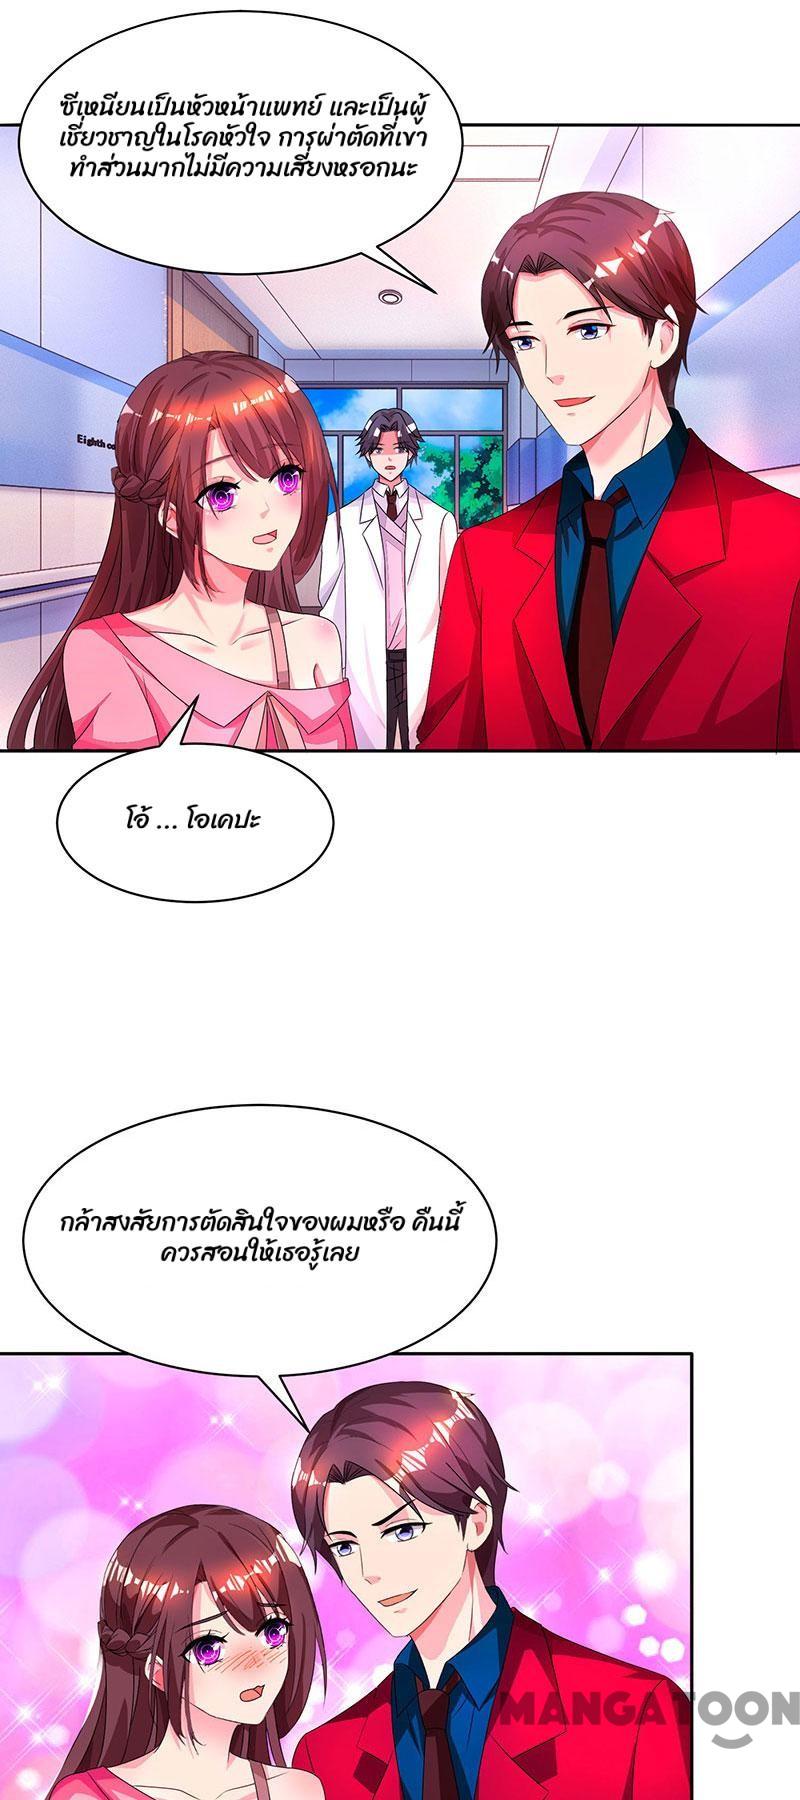 ซีเหนียนเป็นหัวหน้าแพทย์ และเป็นผู้
เชี่ยวชาญในโรคหัวใจ การผ่าตัดที่เขา
ทำส่วนมากไม่มีความเสี่ยงหรอกนะ
Eighth co
โอ้ ... โอเคปะ
กล้าสงสัยการตัดสินใจของผมหรือ คืนนี้
ควรสอนให้เธอรู้เลย
MANGATOON